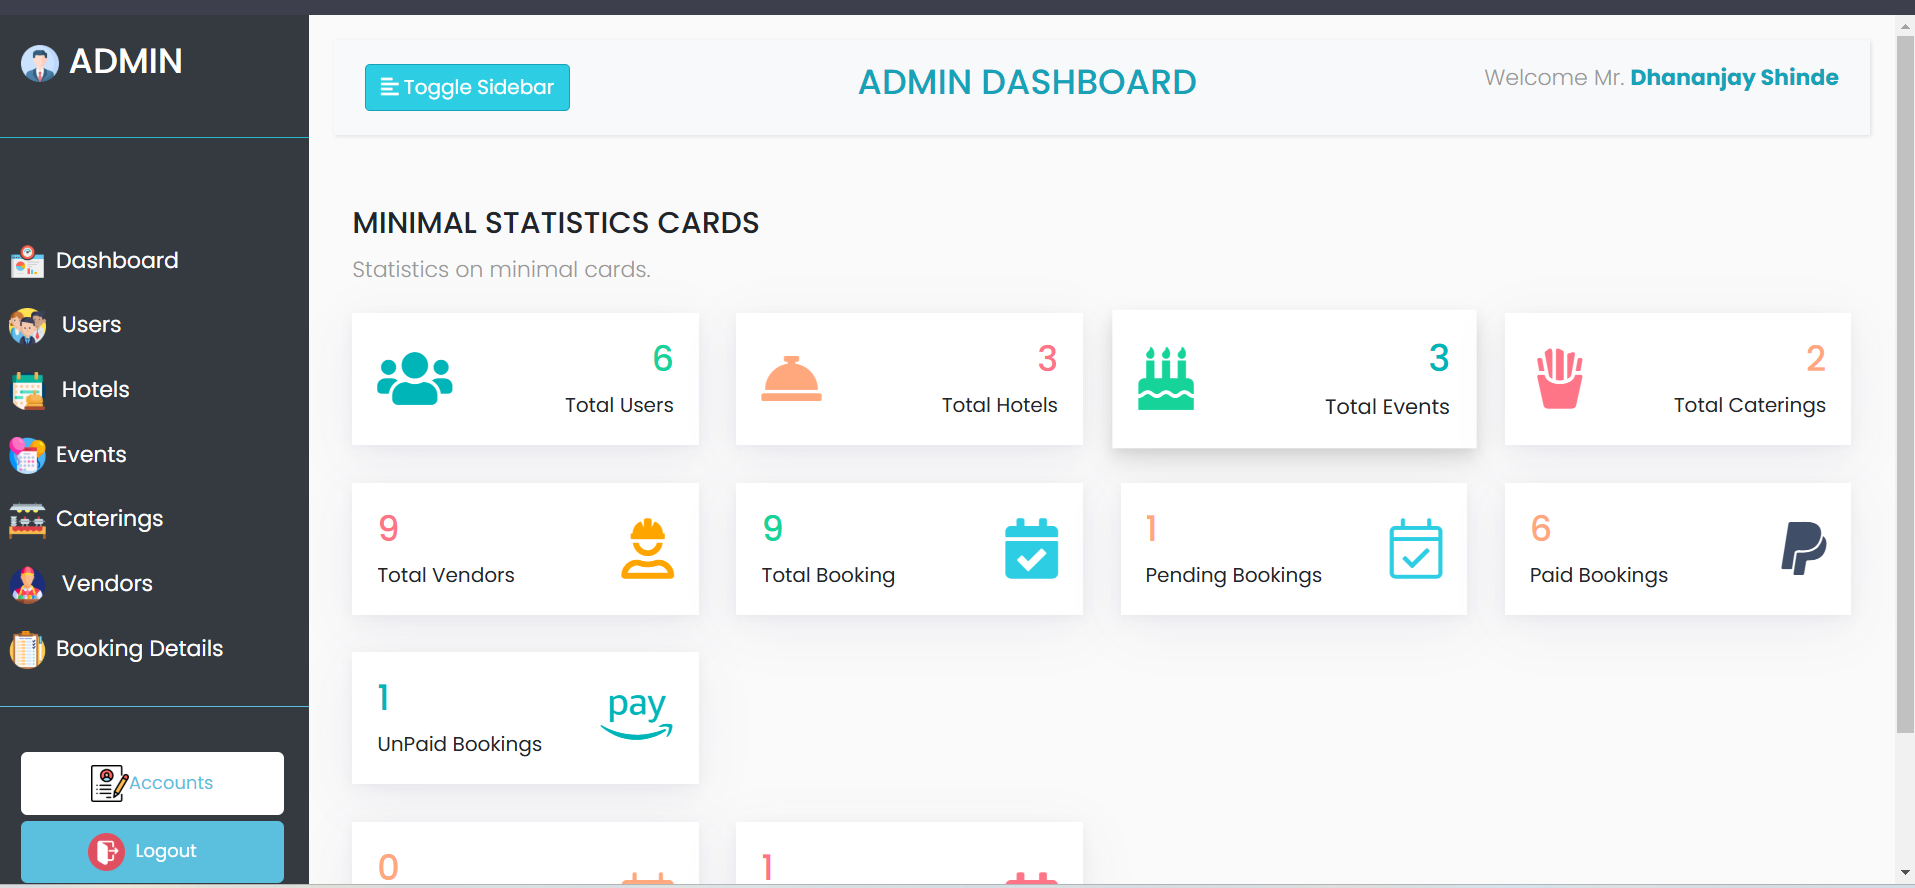 ADMIN
Dashboard
Users
Hotels
Events
Caterings
Vendors
Booking Details
Accounts
Logout
Toggle Sidebar
ADMIN DASHBOARD
Welcome Mr. Dhananjay Shinde
MINIMAL STATISTICS CARDS
Statistics on minimal cards.
6
Total Users
3
Total Hotels
3
Total Events
2
Total Caterings
9
Total Vendors
9
Total Booking
1
Pending Bookings
6
Paid Bookings
1
UnPaid Bookings
pay
0
1